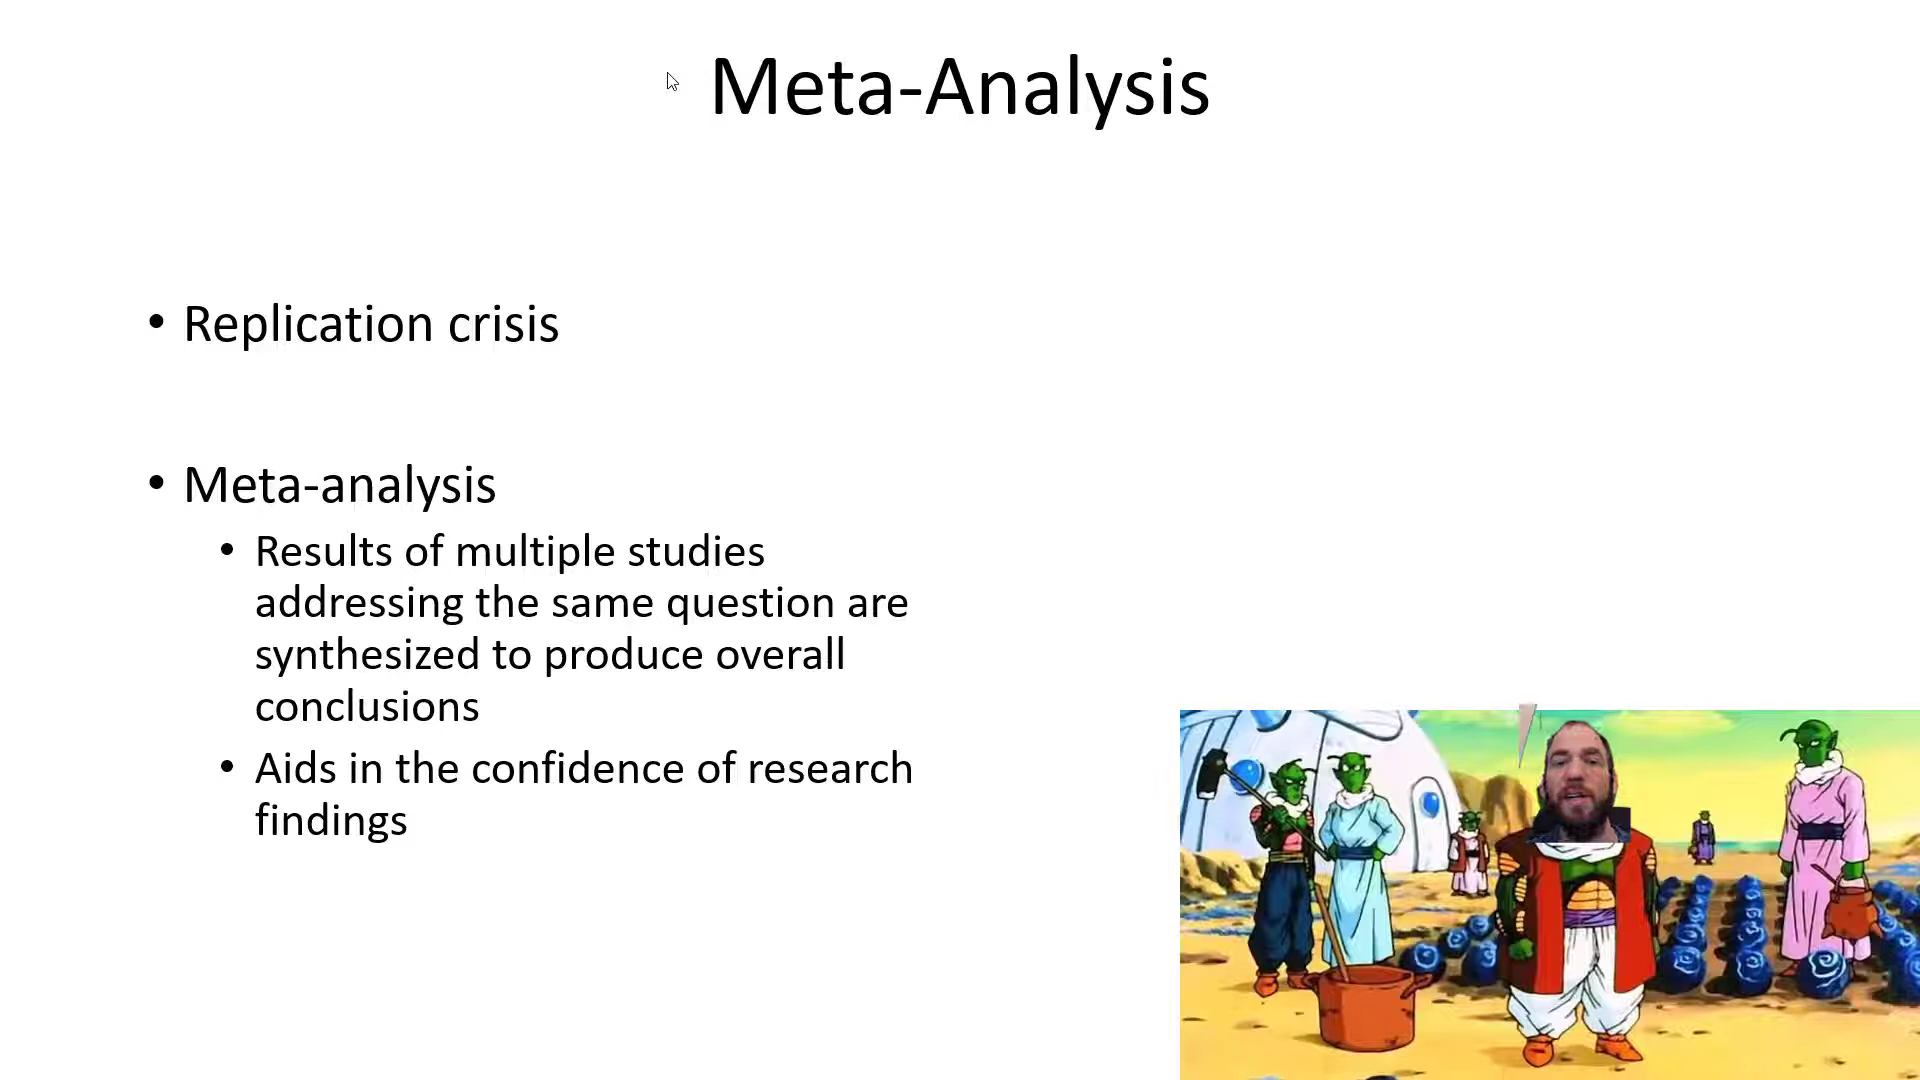 Meta-Analysis
• Replication crisis
• Meta-analysis
• Results of multiple studies
addressing the same question are
synthesized to produce overall
conclusions
• Aids in the confidence of research
findings